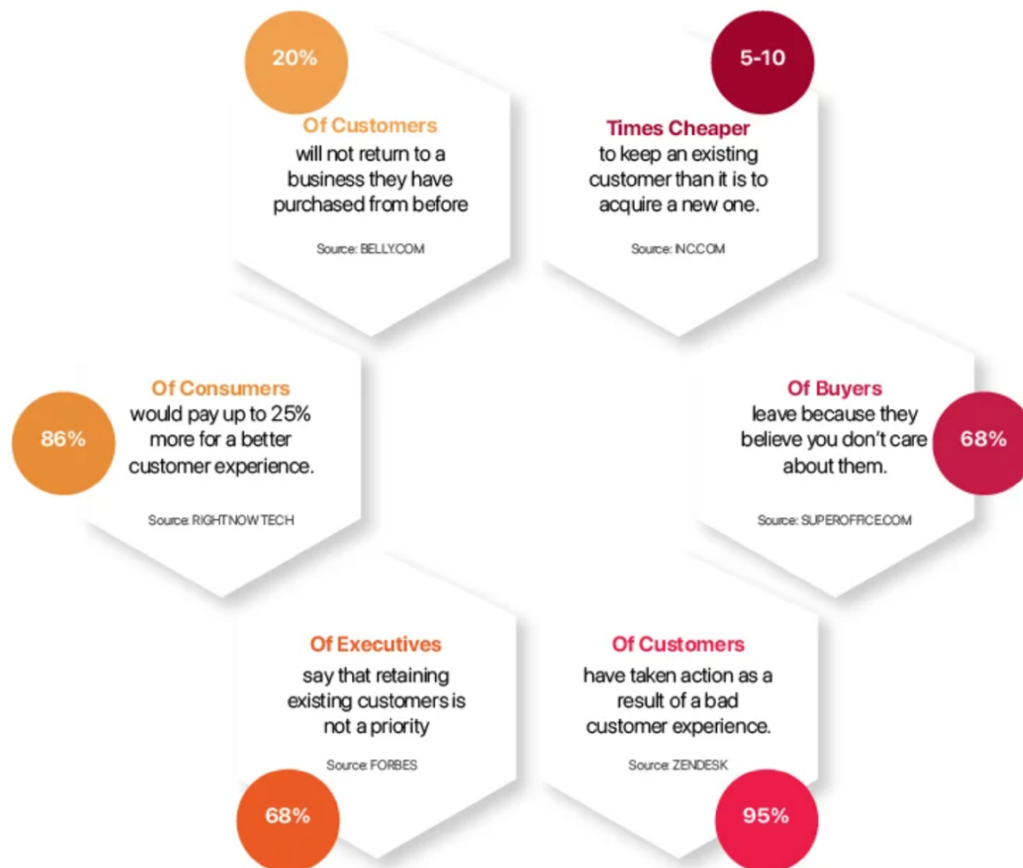 20%
Of Customers
will not return to a
business they have
purchased from before
Source: BELLY.COM
5-10
Times Cheaper
to keep an existing
customer than it is to
acquire a new one.
Source: INC.COM
86%
Of Consumers
would pay up to 25%
more for a better
customer experience.
Source: RIGHTNOW TECH
68%
Of Buyers
leave because they
believe you don't care
about them.
Source: SUPEROFFICE.COM
Of Executives
say that retaining
existing customers is
not a priority
Source: FORBES
68%
Of Customers
have taken action as a
result of a bad
customer experience.
Source: ZENDESK
95%